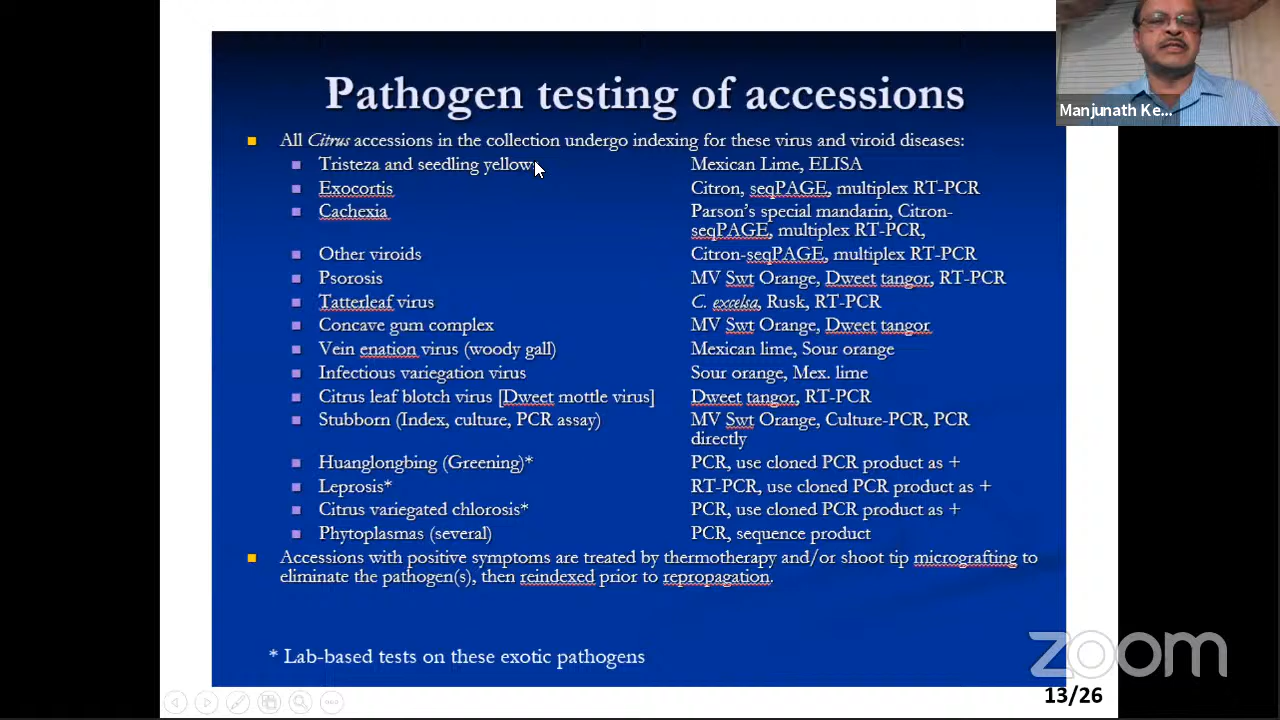 Pathogen testing of accessions
Manjunath Ke...
All Citrus accessions in the collection undergo indexing for these virus and viroid diseases:
Tristeza and seedling yellow Mexican Lime, ELISA
Exocortis Citron, seqPAGE, multiplex RT-PCR
Cachexia Parson's special mandarin, Citron-
seqPAGE, multiplex RT-PCR,
Other viroids Citron-seqPAGE, multiplex RT-PCR
Psorosis MV Swt Orange, Dweet tangor, RT-PCR
Tatterleaf virus C. excelsa, Rusk, RT-PCR
Concave gum complex MV Swt Orange, Dweet tangor
Vein enation virus (woody gall) Mexican lime, Sour orange
Infectious variegation virus Sour orange, Mex. lime
Citrus leaf blotch virus [Dweet mottle virus] Dweet tangor, RT-PCR
Stubborn (Index, culture, PCR assay) MV Swt Orange, Culture-PCR, PCR
directly
Huanglongbing (Greening)* PCR, use cloned PCR product as +
Leprosis* RT-PCR, use cloned PCR product as +
Citrus variegated chlorosis* PCR, use cloned PCR product as +
Phytoplasmas (several) PCR, sequence product
Accessions with positive symptoms are treated by thermotherapy and/or shoot tip micrografting to
eliminate the pathogen(s), then reindexed prior to repropagation.
* Lab-based tests on these exotic pathogens
zoom
13/26